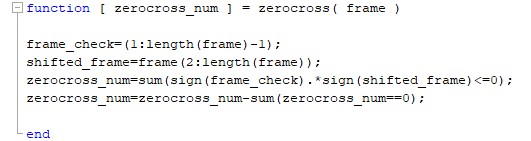 function [ zerocross_num ] = zerocross( frame )
frame_check=(1:length(frame)-1);
shifted_frame=frame(2:length(frame));
zerocross_num=sum(sign(frame_check).*sign(shifted_frame)<=0);
zerocross_num=zerocross_num-sum(zerocross_num==0);
end